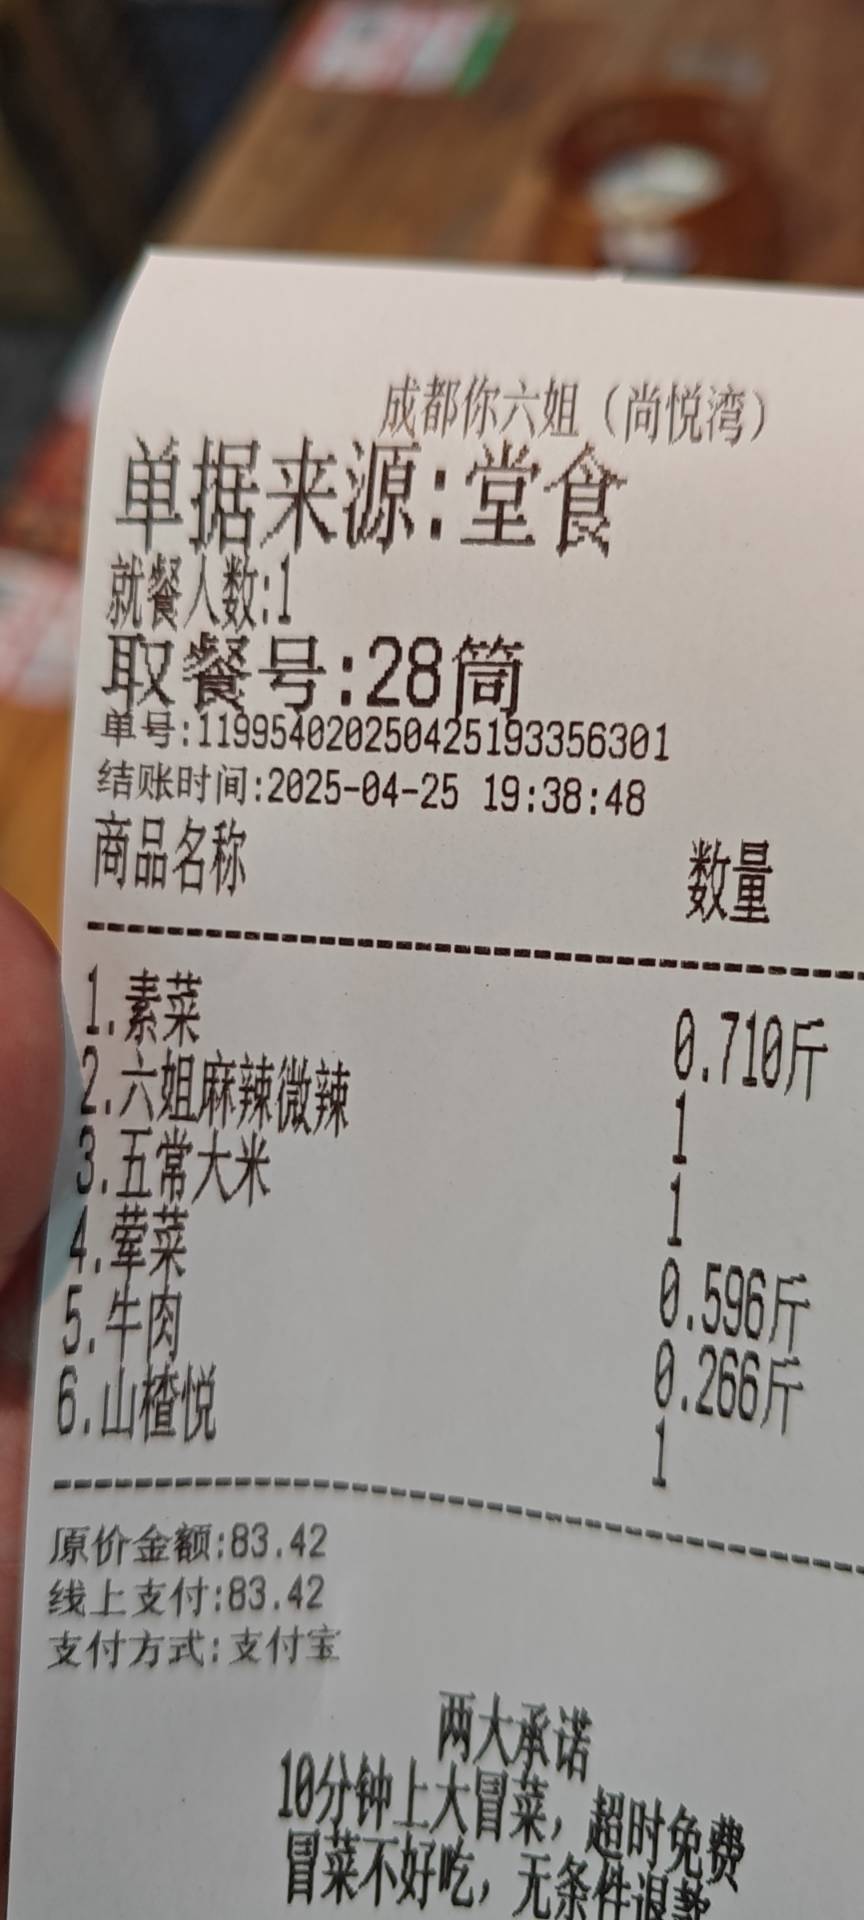 成都你六姐（尚悦湾）
单据来源:堂食
就餐人数:1
取餐号:28筒
单号:119954020250425193356301
结账时间:2025-04-25 19:38:48
商品名称 数量
1.素菜 0.710斤
2.六姐麻辣微辣 1
3.五常大米 1
4.荤菜 0.596斤
5.牛肉 0.266斤
6.山楂悦 1
原价金额:83.42
线上支付:83.42
支付方式:支付宝
两大承诺
10分钟上大冒菜，超时免费
冒菜不好吃，无条件退款